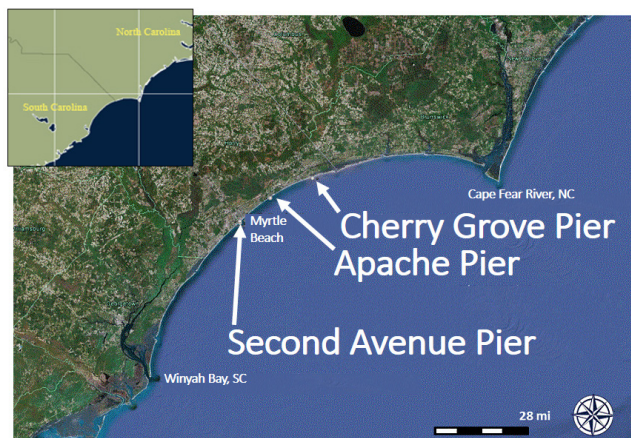 North Carolina
South Carolina
Cape Fear River, NC
Cherry Grove Pier
Myrtle
Beach
Apache Pier
Second Avenue Pier
Winyah Bay, SC
28 mi